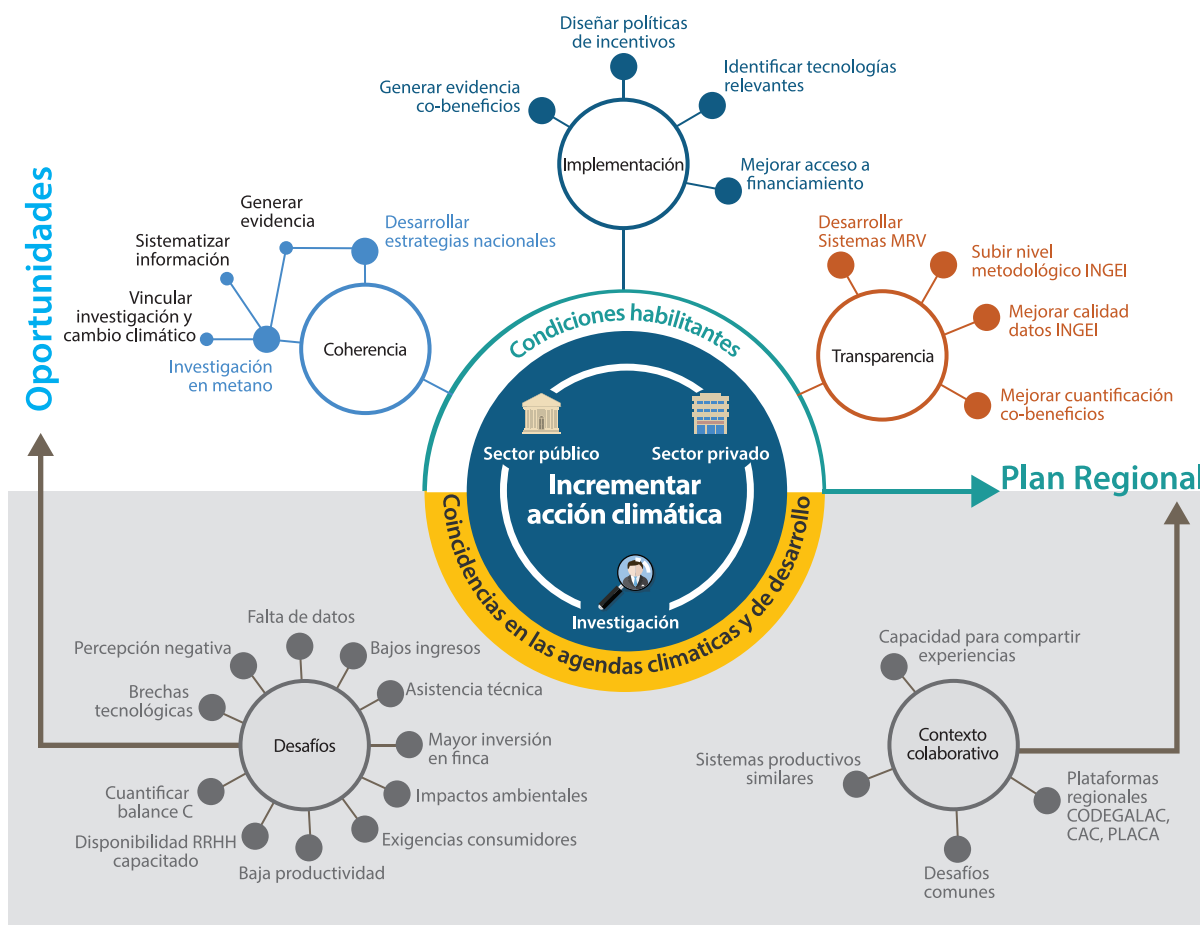 Diseñar políticas
de incentivos
Generar evidencia
co-beneficios
Identificar tecnologías
relevantes
Implementación
Mejorar acceso a
financiamiento
Oportunidades
Generar
evidencia
Desarrollar
estrategias nacionales
Sistematizar
información
Vincular
investigación y
cambio climático
Investigación
en metano
Coherencia
Desarrollar
Sistemas MRV
Subir nivel
metodológico INGEI
Mejorar calidad
datos INGEI
Transparencia
Mejorar cuantificación
co-beneficios
Condiciones habilitantes
Sector público
Sector privado
Incrementar
acción climática
Investigación
Coincidencias en las agendas climaticas y de desarrollo
Plan Regional
Falta de datos
Percepción negativa
Bajos ingresos
Brechas
tecnológicas
Asistencia técnica
Desafíos
Mayor inversión
en finca
Cuantificar
balance C
Impactos ambientales
Disponibilidad RRHH
capacitado
Exigencias consumidores
Baja productividad
Capacidad para compartir
experiencias
Contexto
colaborativo
Sistemas productivos
similares
Plataformas
regionales
CODEGALAC,
CAC, PLACA
Desafíos
comunes